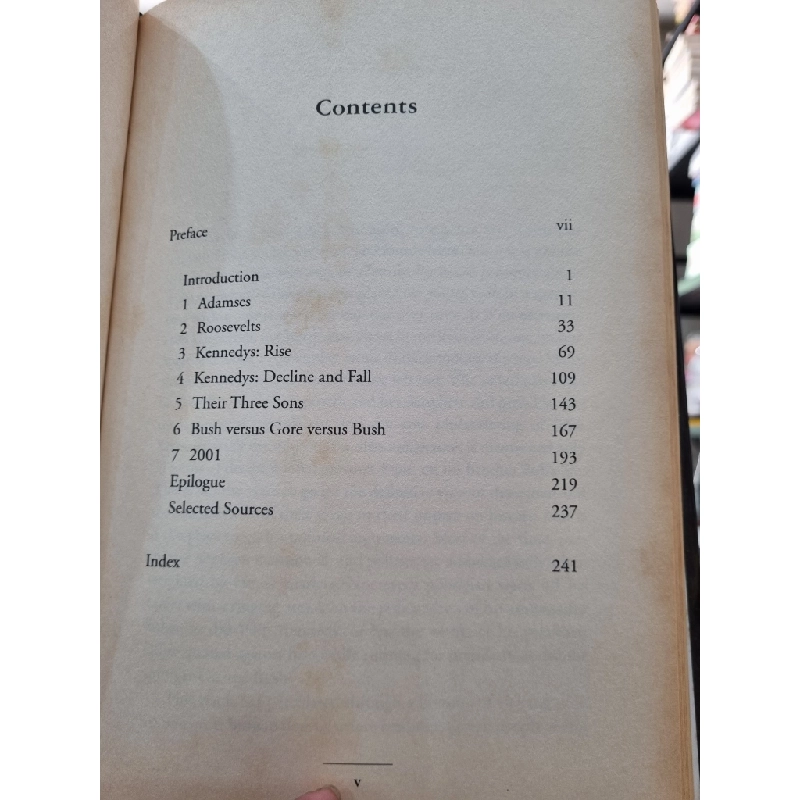 Contents
Preface vii
Introduction 1
1 Adamses 11
2 Roosevelts 33
3 Kennedys: Rise 69
4 Kennedys: Decline and Fall 109
5 Their Three Sons 143
6 Bush versus Gore versus Bush 167
7 2001 193
Epilogue 219
Selected Sources 237
Index 241
v